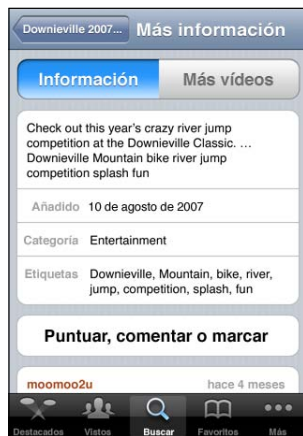 Downieville 2007... Más información
Información Más vídeos
Check out this year's crazy river jump
competition at the Downieville Classic. ...
Downieville Mountain bike river jump
competition splash fun
Añadido 10 de agosto de 2007
Categoría Entertainment
Etiquetas Downieville, Mountain, bike, river,
jump, competition, splash, fun
Puntuar, comentar o marcar
moomoo2u hace 4 meses
Destacados Vistos Buscar Favoritos Más